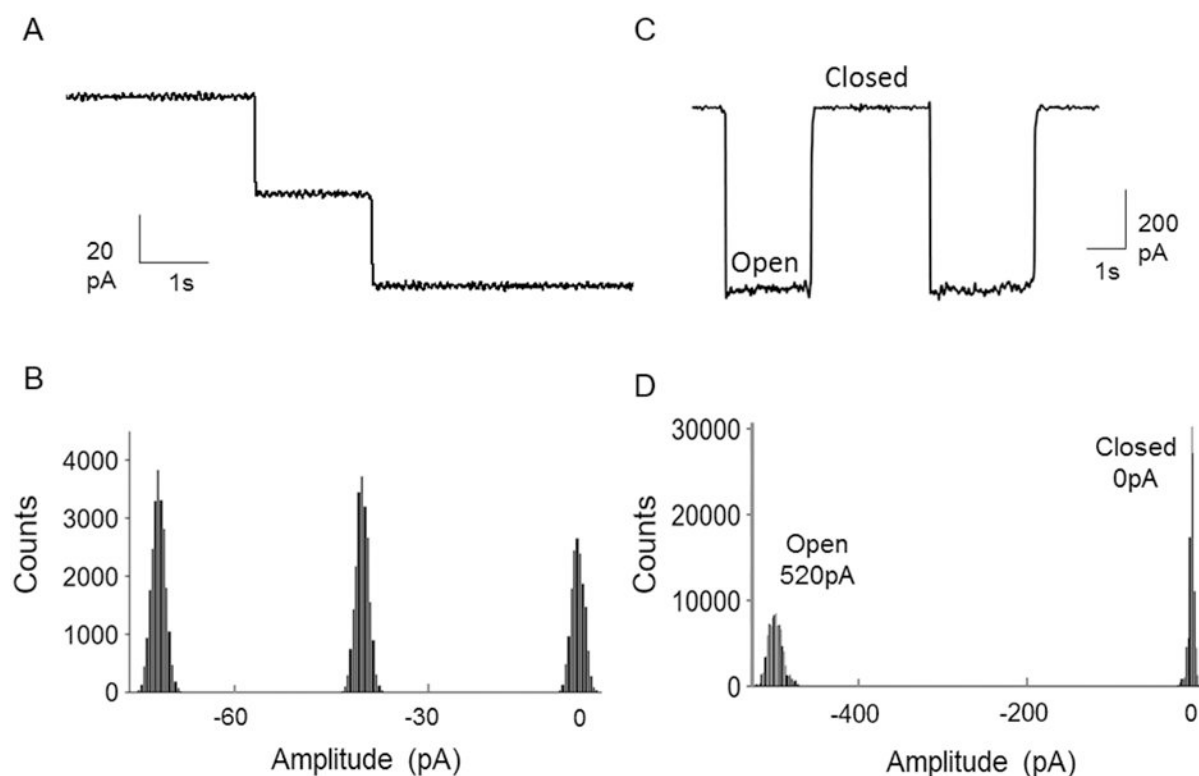 A
20
pA
1s
C
Closed
Open
200
pA
1s
B
4000
3000
2000
1000
0
Counts
-60
-30
0
Amplitude (pA)
D
30000
20000
10000
0
Counts
Open
520pA
Closed
0pA
-400
-200
0
Amplitude (pA)